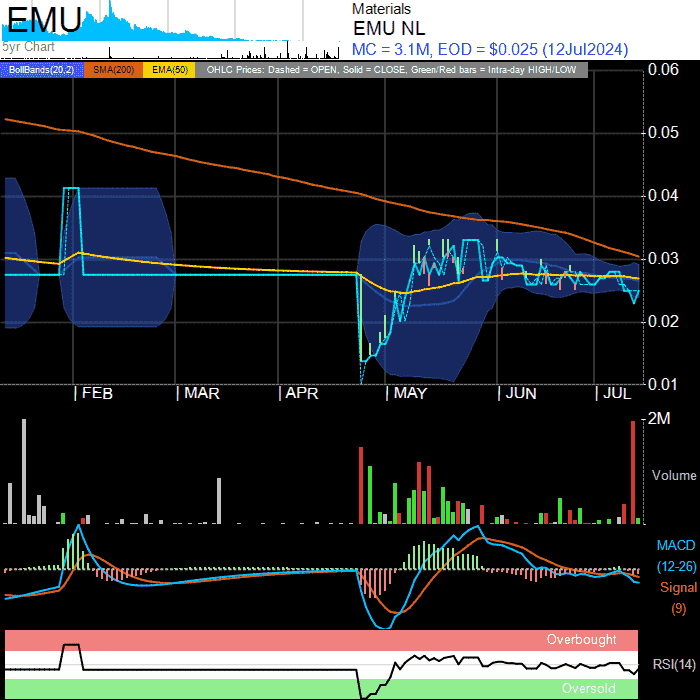 EMU
5yr Chart
Materials
EMU NL
MC = 3.1M, EOD = $0.025 (12Jul2024)
BollBands(20,2) SMA(200) EMA(50) OHLC Prices: Dashed = OPEN, Solid = CLOSE, Green/Red bars = Intra-day HIGH/LOW
0.06
0.05
0.04
0.03
0.02
0.01
FEB MAR APR MAY JUN JUL
2M
Volume
MACD
(12-26)
Signal
(9)
Overbought
RSI(14)
Oversold